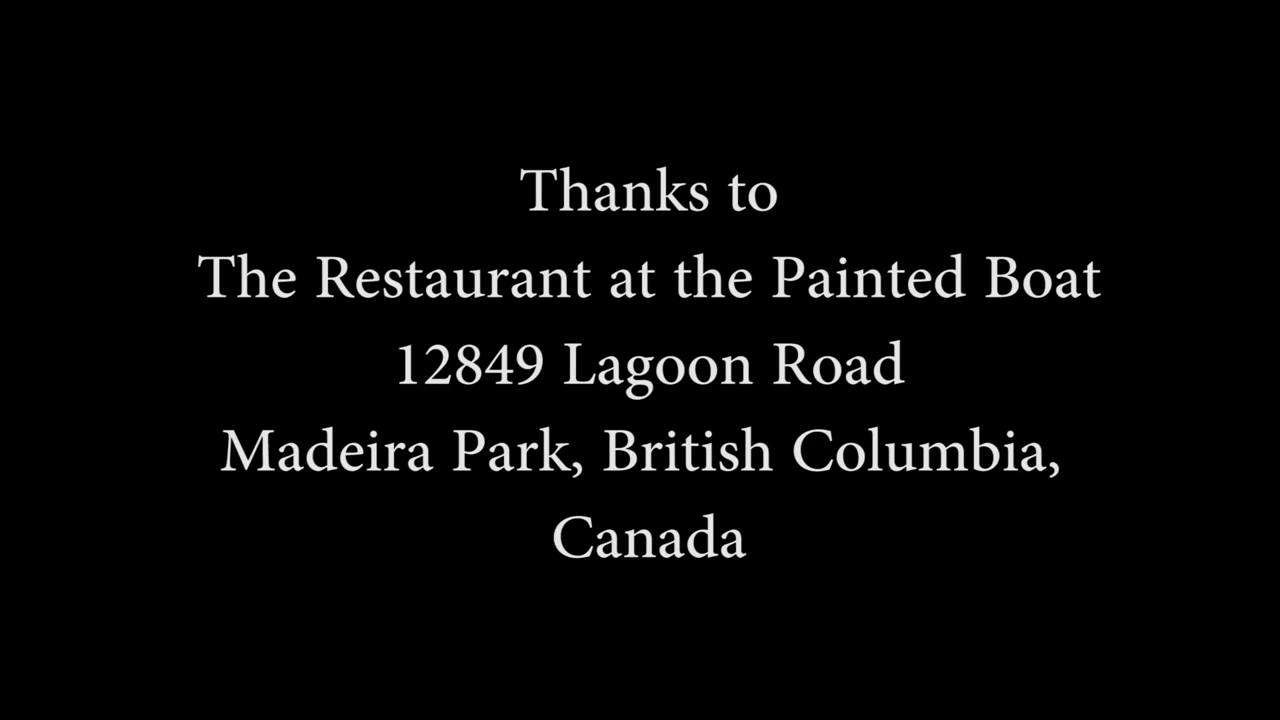 Thanks to
The Restaurant at the Painted Boat
12849 Lagoon Road
Madeira Park, British Columbia,
Canada